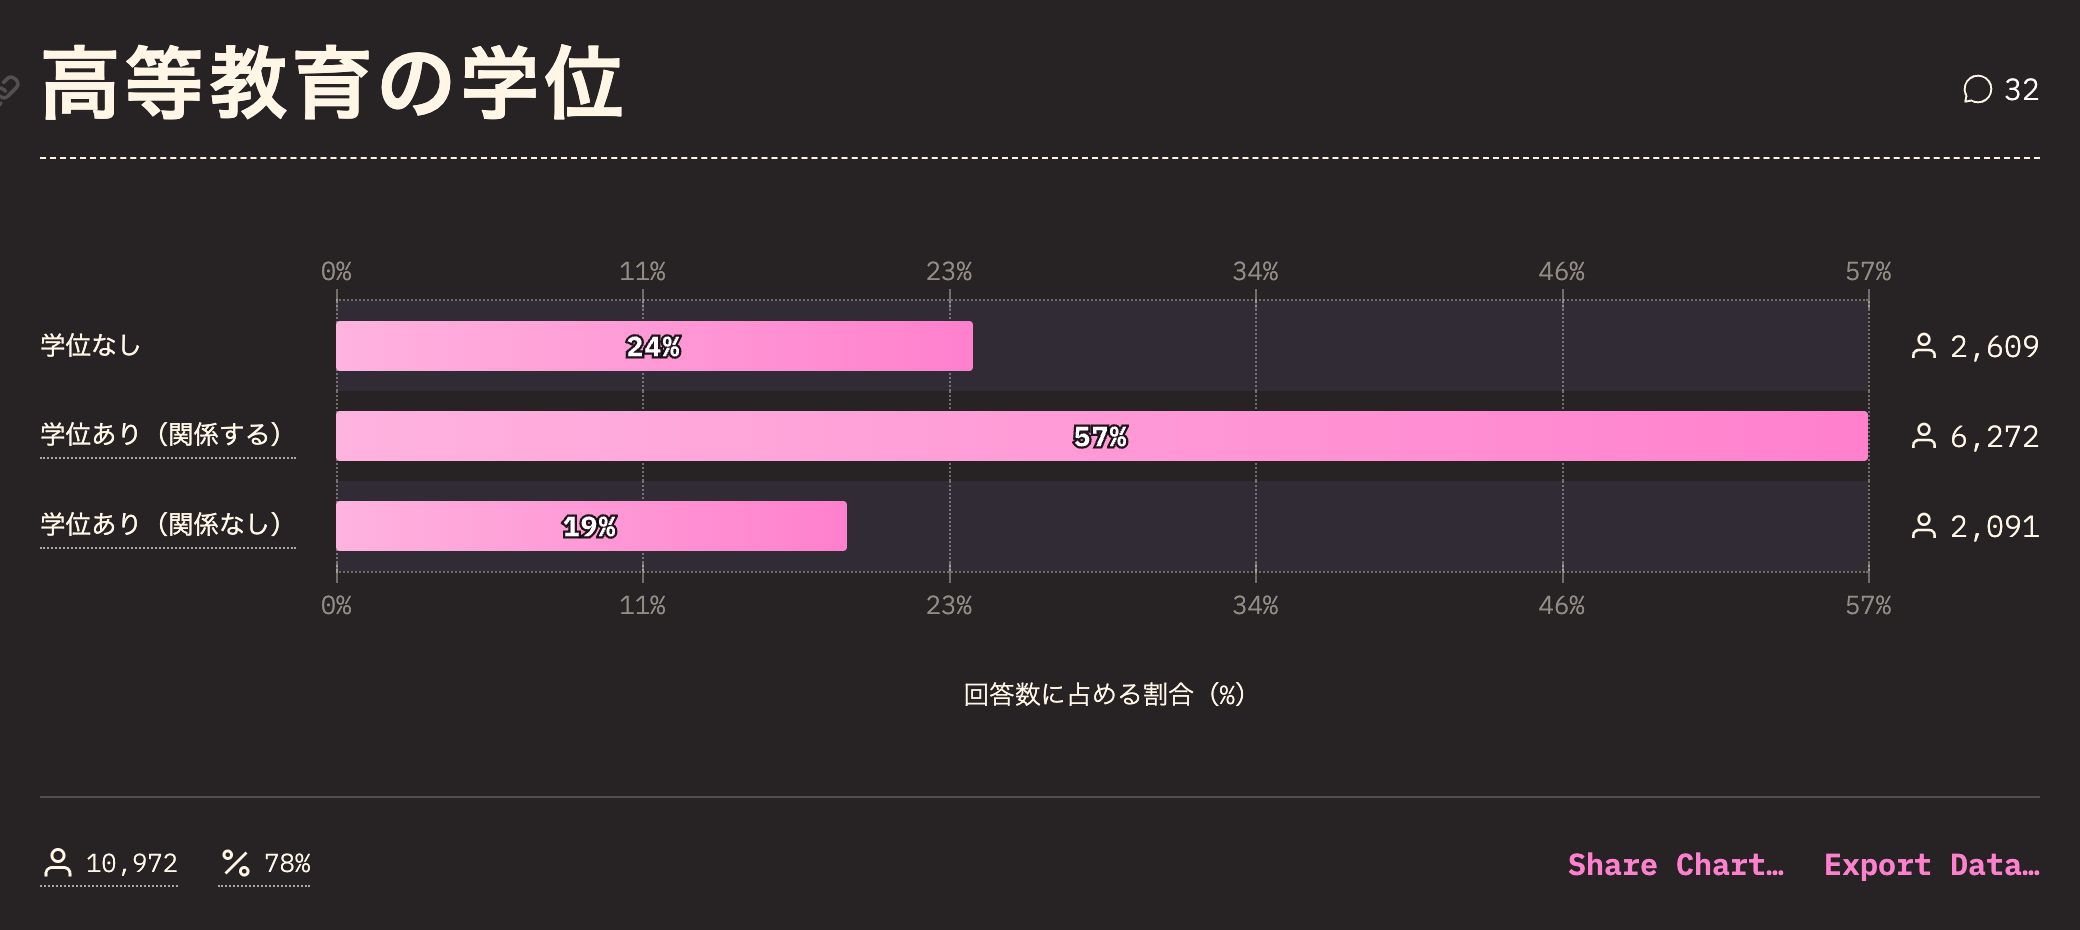 高等教育の学位
32
0% 11% 23% 34% 46% 57%
学位なし 24% 2,609
学位あり（関係する） 57% 6,272
学位あり（関係なし） 19% 2,091
0% 11% 23% 34% 46% 57%
回答数に占める割合（%）
10,972 78% Share Chart… Export Data…